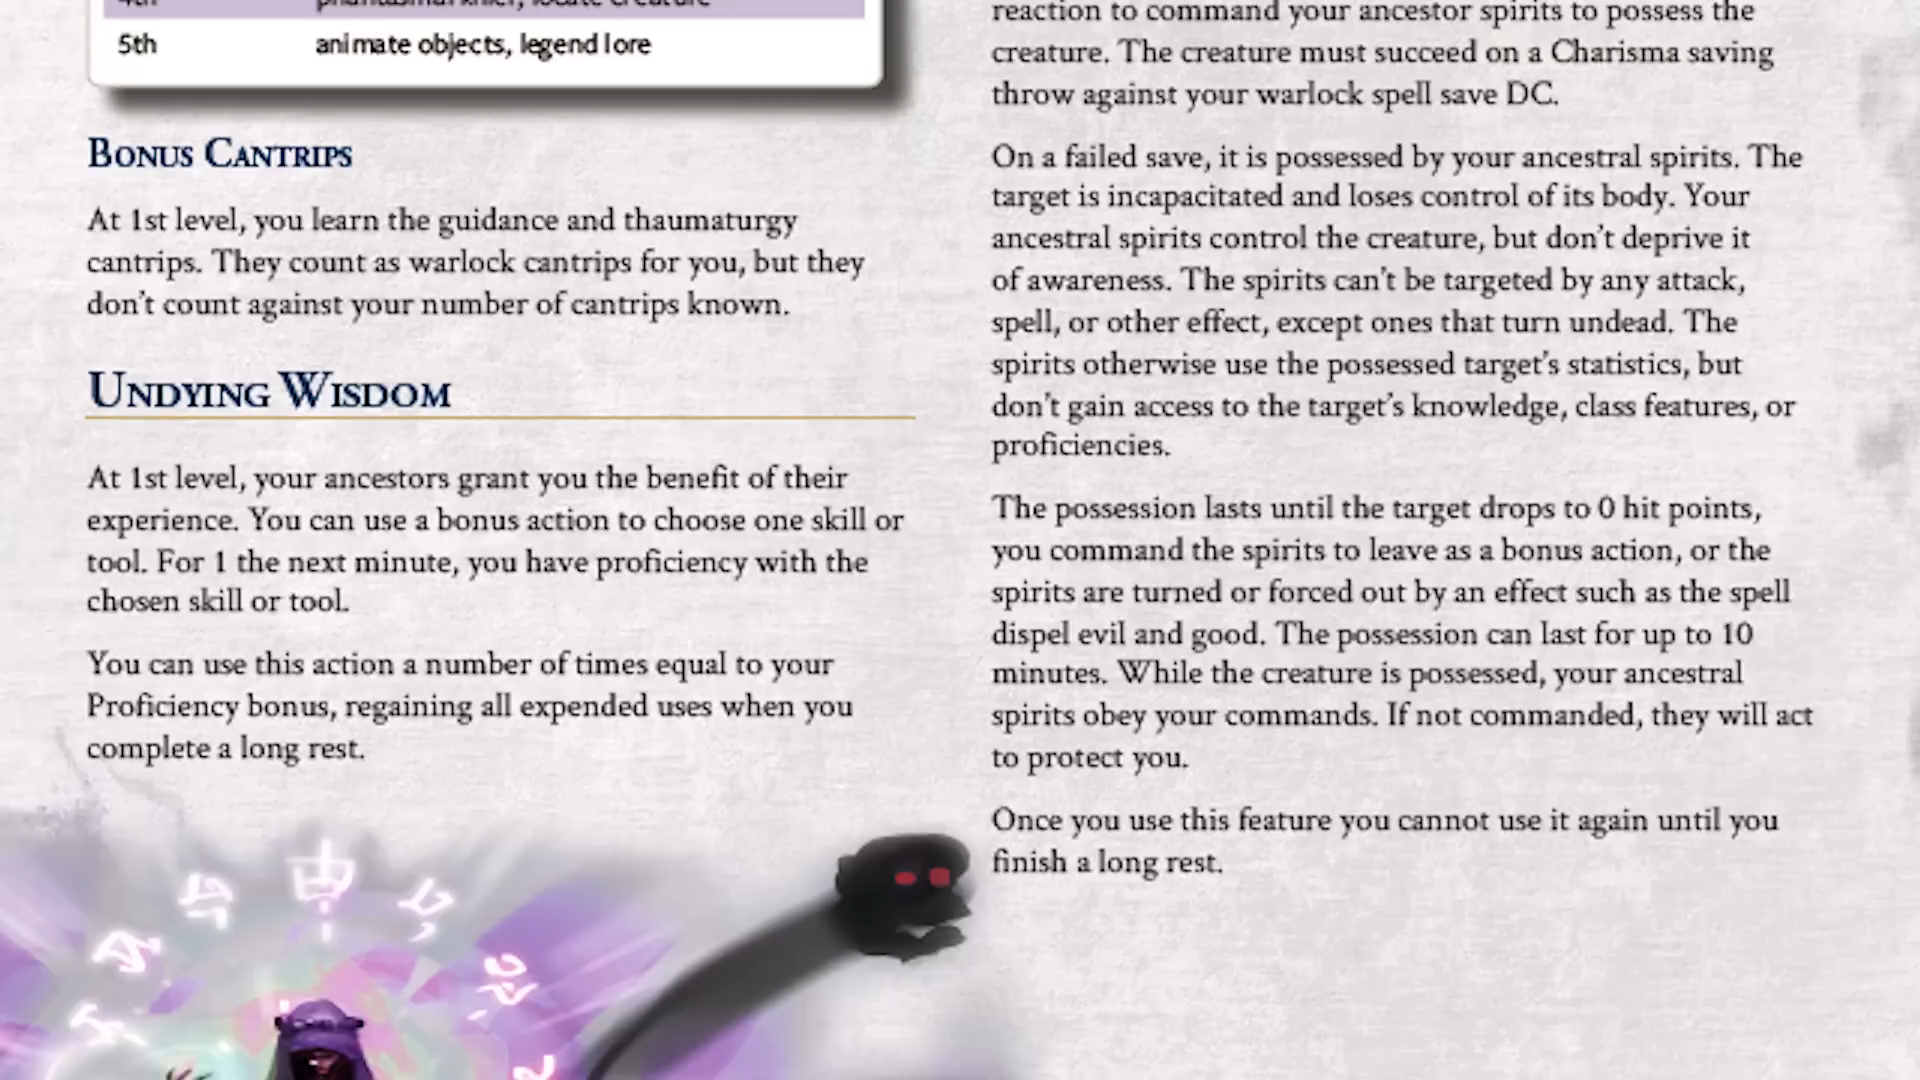 4th phantasmal killer, locate creature
5th animate objects, legend lore
BONUS CANTRIPS
At 1st level, you learn the guidance and thaumaturgy
cantrips. They count as warlock cantrips for you, but they
don't count against your number of cantrips known.
UNDYING WISDOM
At 1st level, your ancestors grant you the benefit of their
experience. You can use a bonus action to choose one skill or
tool. For 1 the next minute, you have proficiency with the
chosen skill or tool.
You can use this action a number of times equal to your
Proficiency bonus, regaining all expended uses when you
complete a long rest.
reaction to command your ancestor spirits to possess the
creature. The creature must succeed on a Charisma saving
throw against your warlock spell save DC.
On a failed save, it is possessed by your ancestral spirits. The
target is incapacitated and loses control of its body. Your
ancestral spirits control the creature, but don't deprive it
of awareness. The spirits can't be targeted by any attack,
spell, or other effect, except ones that turn undead. The
spirits otherwise use the possessed target's statistics, but
don't gain access to the target's knowledge, class features, or
proficiencies.
The possession lasts until the target drops to 0 hit points,
you command the spirits to leave as a bonus action, or the
spirits are turned or forced out by an effect such as the spell
dispel evil and good. The possession can last for up to 10
minutes. While the creature is possessed, your ancestral
spirits obey your commands. If not commanded, they will act
to protect you.
Once you use this feature you cannot use it again until you
finish a long rest.